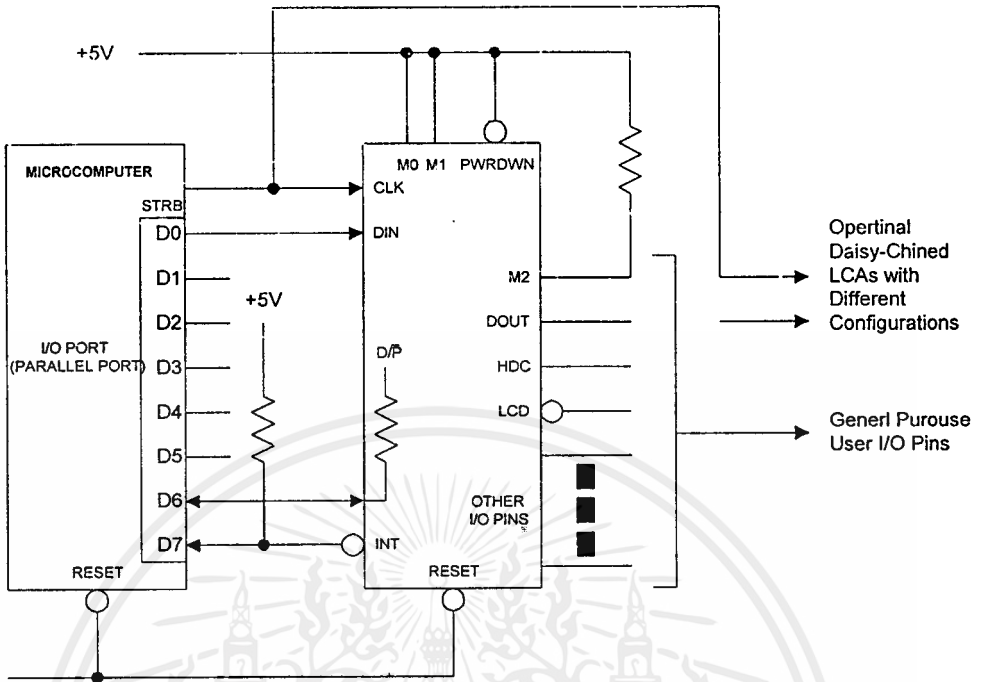 +5V
MICROCOMPUTER
STRB
D0
D1
D2
D3
D4
D5
D6
D7
I/O PORT
(PARALLEL PORT)
RESET
+5V
M0 M1 PWRDWN
CLK
DIN
D/P̅
INT
RESET
M2
DOUT
HDC
LCD
OTHER
I/O PINS
Opertinal
Daisy-Chined
LCAs with
Different
Configurations
Generl Purouse
User I/O Pins